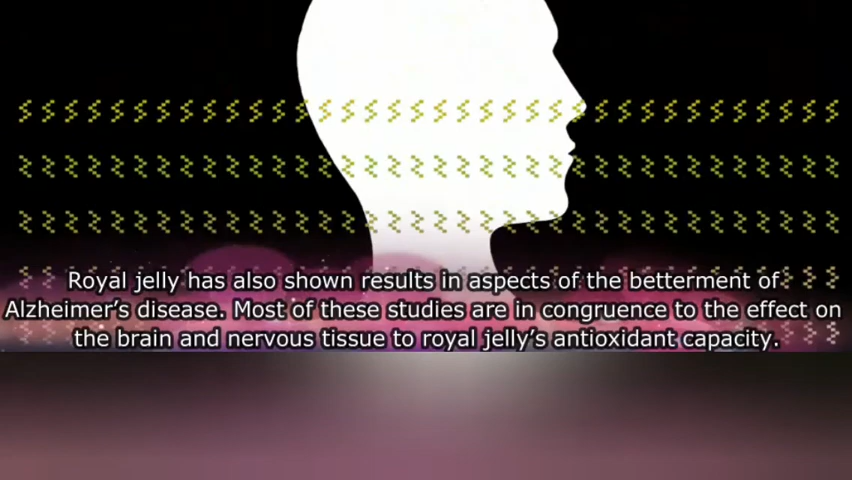 Royal jelly has also shown results in aspects of the betterment of
Alzheimer’s disease. Most of these studies are in congruence to the effect on
the brain and nervous tissue to royal jelly’s antioxidant capacity.